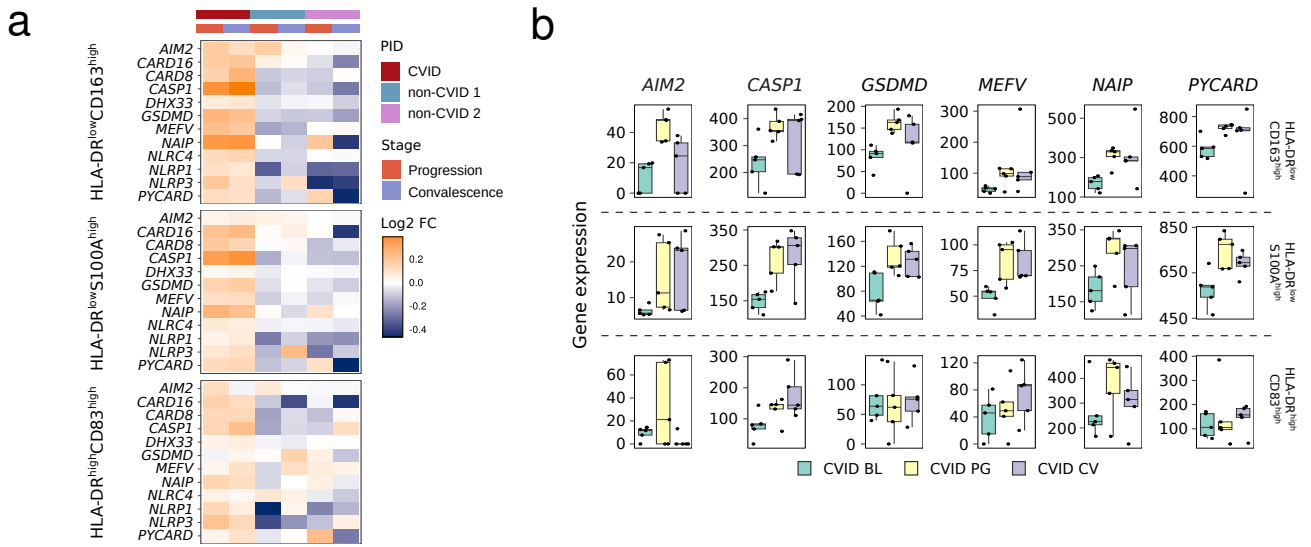 a
HLA-DRlowCD163high
AIM2
CARD16
CARD8
CASP1
DHX33
GSDMD
MEFV
NAIP
NLRC4
NLRP1
NLRP3
PYCARD
HLA-DRlowS100Ahigh
AIM2
CARD16
CARD8
CASP1
DHX33
GSDMD
MEFV
NAIP
NLRC4
NLRP1
NLRP3
PYCARD
HLA-DRhighCD83high
AIM2
CARD16
CARD8
CASP1
DHX33
GSDMD
MEFV
NAIP
NLRC4
NLRP1
NLRP3
PYCARD
PID
CVID
non-CVID 1
non-CVID 2
Stage
Progression
Convalescence
Log2 FC
0.4
0.2
0.0
-0.2
-0.4
b
AIM2 CASP1 GSDMD MEFV NAIP PYCARD
Gene expression
40
20
0
400
300
200
200
150
100
50
0
300
200
100
0
500
300
100
800
600
400
HLA-DRlow
CD163high
20
10
350
250
150
160
120
80
40
100
75
50
350
250
150
750
600
450
HLA-DRlow
S100Ahigh
60
40
20
0
300
200
100
150
100
50
0
120
80
40
0
400
300
200
400
300
200
100
HLA-DRhigh
CD83high
CVID BL CVID PG CVID CV